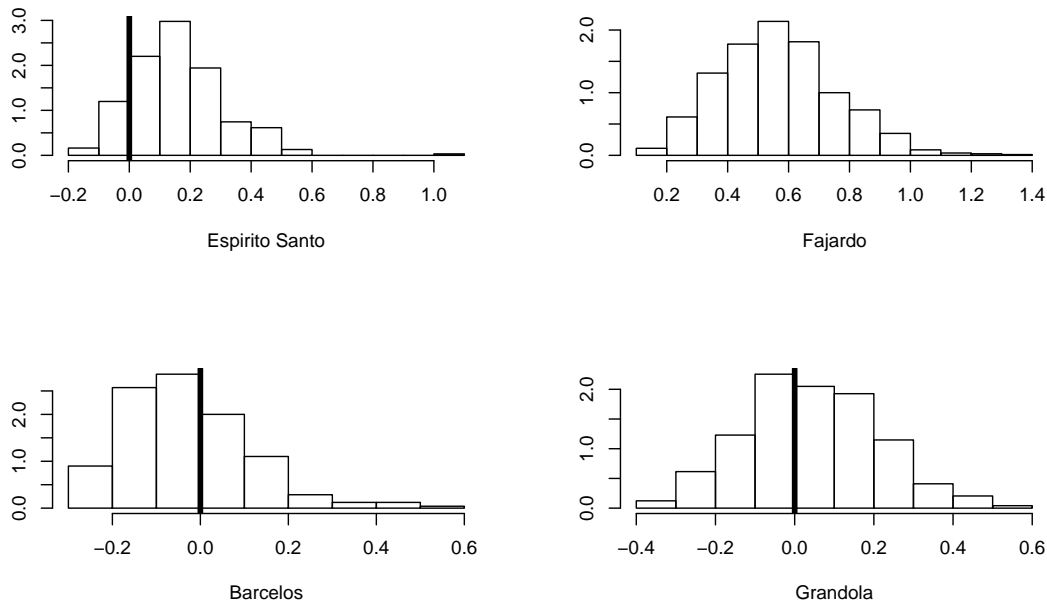 0.0 1.0 2.0 3.0
−0.2 0.0 0.2 0.4 0.6 0.8 1.0
Espirito Santo
0.0 1.0 2.0
0.2 0.4 0.6 0.8 1.0 1.2 1.4
Fajardo
0.0 1.0 2.0
−0.2 0.0 0.2 0.4 0.6
Barcelos
0.0 1.0 2.0
−0.4 −0.2 0.0 0.2 0.4 0.6
Grandola